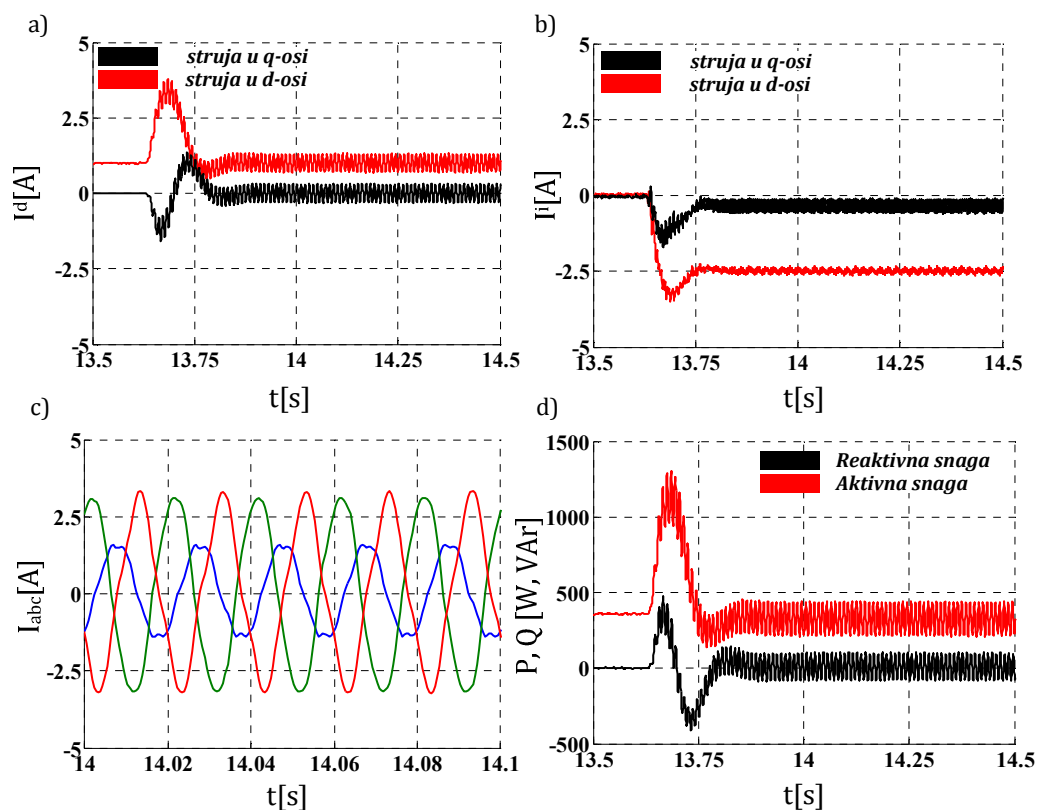 a)
5
struja u q-osi
struja u d-osi
2.5
0
-2.5
-5
I^d[A]
13.5 13.75 14 14.25 14.5
t[s]
b)
5
struja u q-osi
struja u d-osi
2.5
0
-2.5
-5
I^i[A]
13.5 13.75 14 14.25 14.5
t[s]
c)
5
2.5
0
-2.5
-5
I_abc[A]
14 14.02 14.04 14.06 14.08 14.1
t[s]
d)
1500
Reaktivna snaga
Aktivna snaga
1000
500
0
-500
P, Q [W, VAr]
13.5 13.75 14 14.25 14.5
t[s]